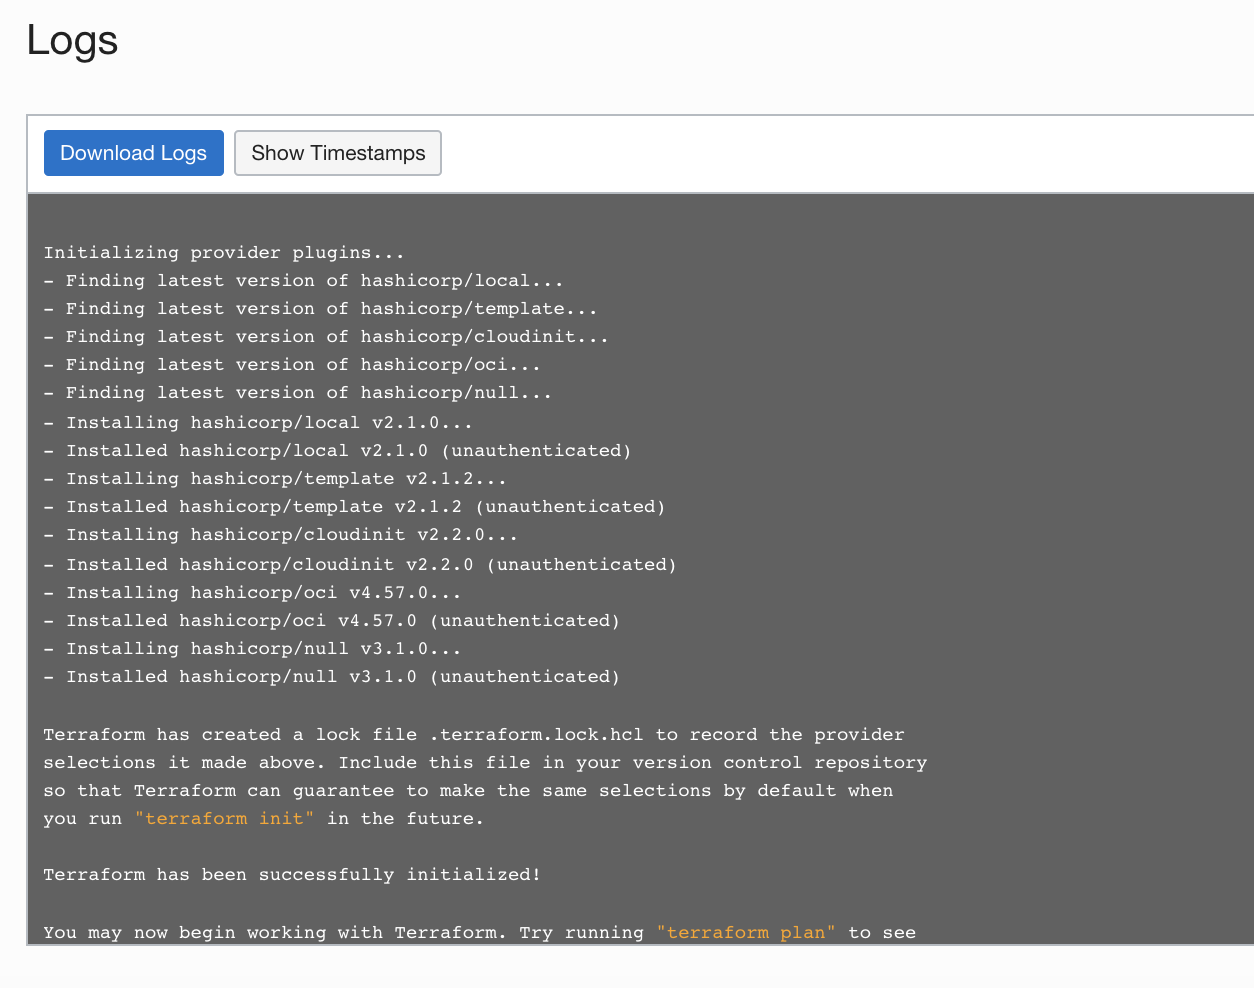 Logs
Download Logs
Show Timestamps
Initializing provider plugins...
- Finding latest version of hashicorp/local...
- Finding latest version of hashicorp/template...
- Finding latest version of hashicorp/cloudinit...
- Finding latest version of hashicorp/oci...
- Finding latest version of hashicorp/null...
- Installing hashicorp/local v2.1.0...
- Installed hashicorp/local v2.1.0 (unauthenticated)
- Installing hashicorp/template v2.1.2...
- Installed hashicorp/template v2.1.2 (unauthenticated)
- Installing hashicorp/cloudinit v2.2.0...
- Installed hashicorp/cloudinit v2.2.0 (unauthenticated)
- Installing hashicorp/oci v4.57.0...
- Installed hashicorp/oci v4.57.0 (unauthenticated)
- Installing hashicorp/null v3.1.0...
- Installed hashicorp/null v3.1.0 (unauthenticated)
Terraform has created a lock file .terraform.lock.hcl to record the provider
selections it made above. Include this file in your version control repository
so that Terraform can guarantee to make the same selections by default when
you run "terraform init" in the future.
Terraform has been successfully initialized!
You may now begin working with Terraform. Try running "terraform plan" to see